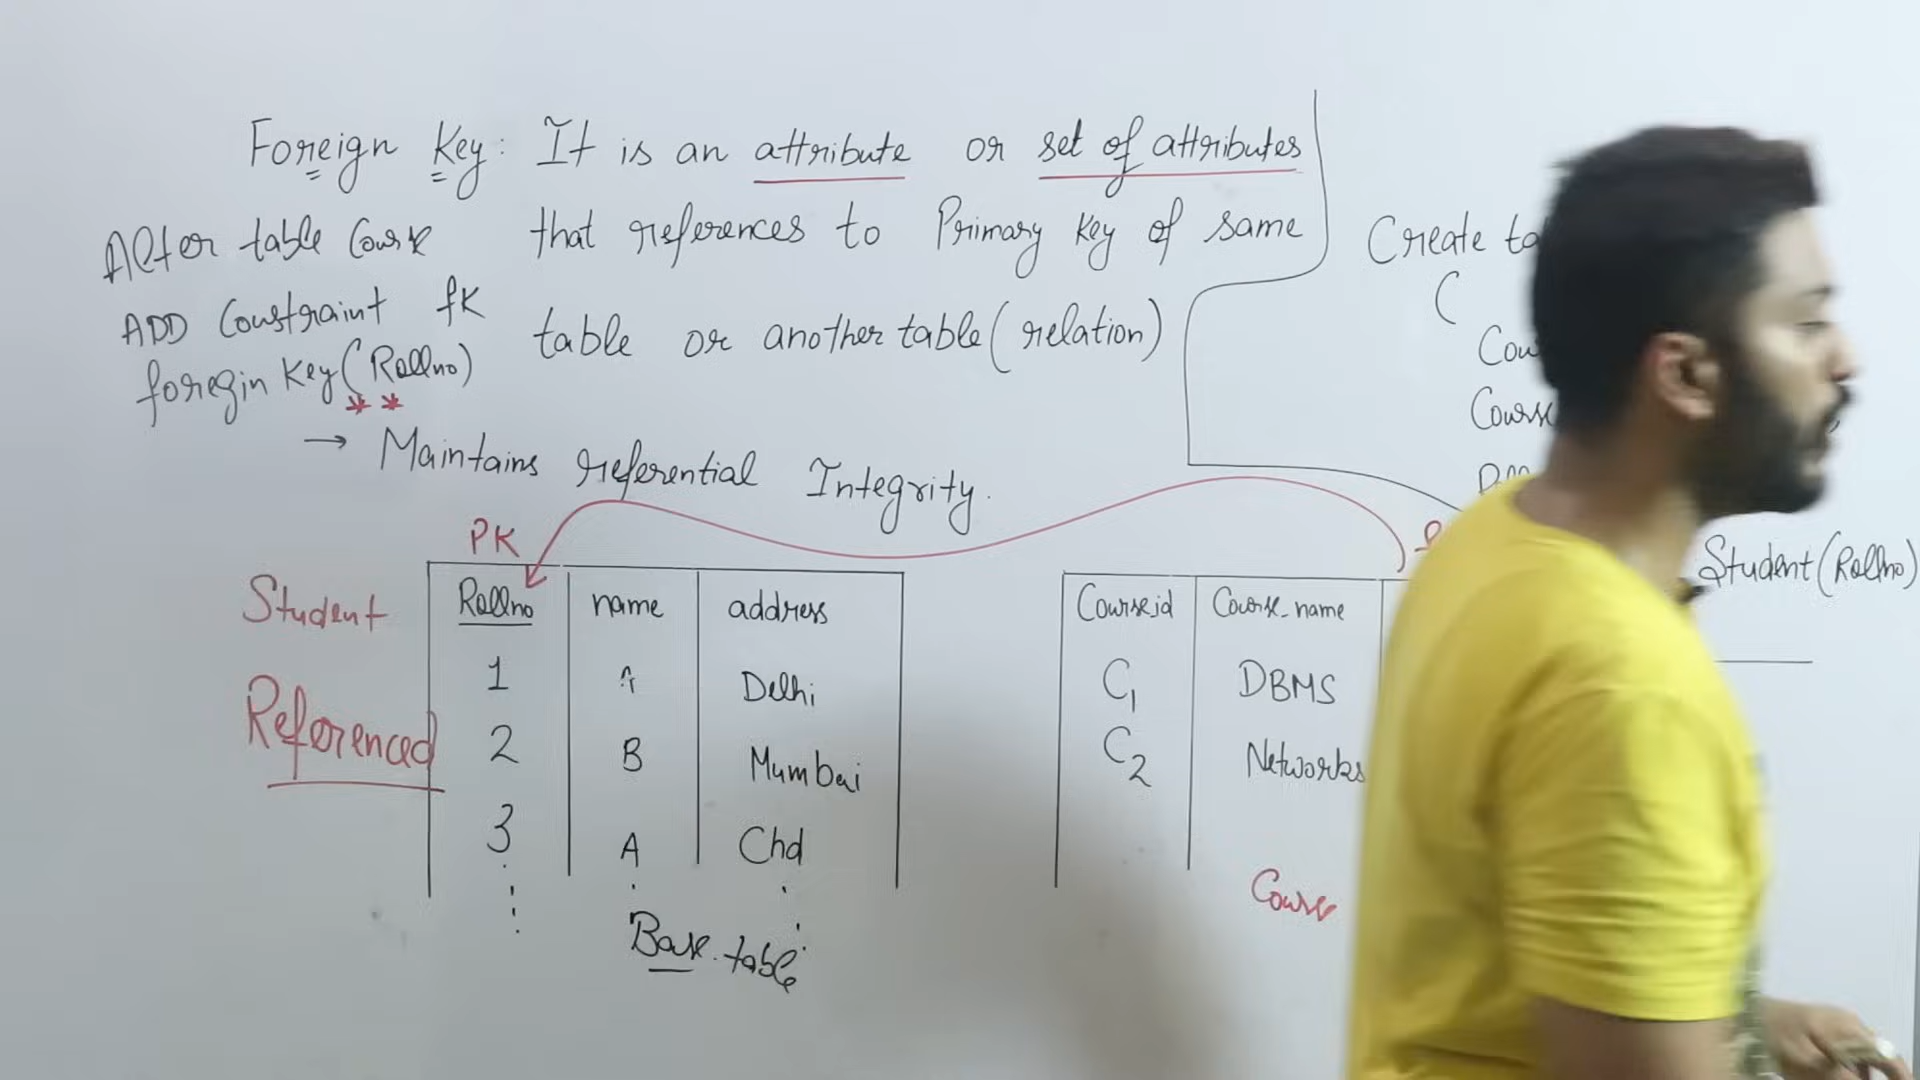 Foreign Key: It is an attribute or set of attributes
that references to Primary Key of same
table or another table (relation)
Alter table Course
ADD Constraint fk
foregin key (Rollno)
→ Maintains referential Integrity.
Create
(
Student (Rollno)
PK
Student
Referenced
Rollno name address
1 A Delhi
2 B Mumbai
3 A Chd
Base table
Course_id Course_name
C1 DBMS
C2 Networks
Course